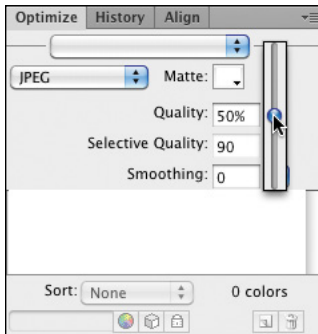 Optimize History Align
JPEG Matte:
Quality: 50%
Selective Quality: 90
Smoothing: 0
Sort: None 0 colors